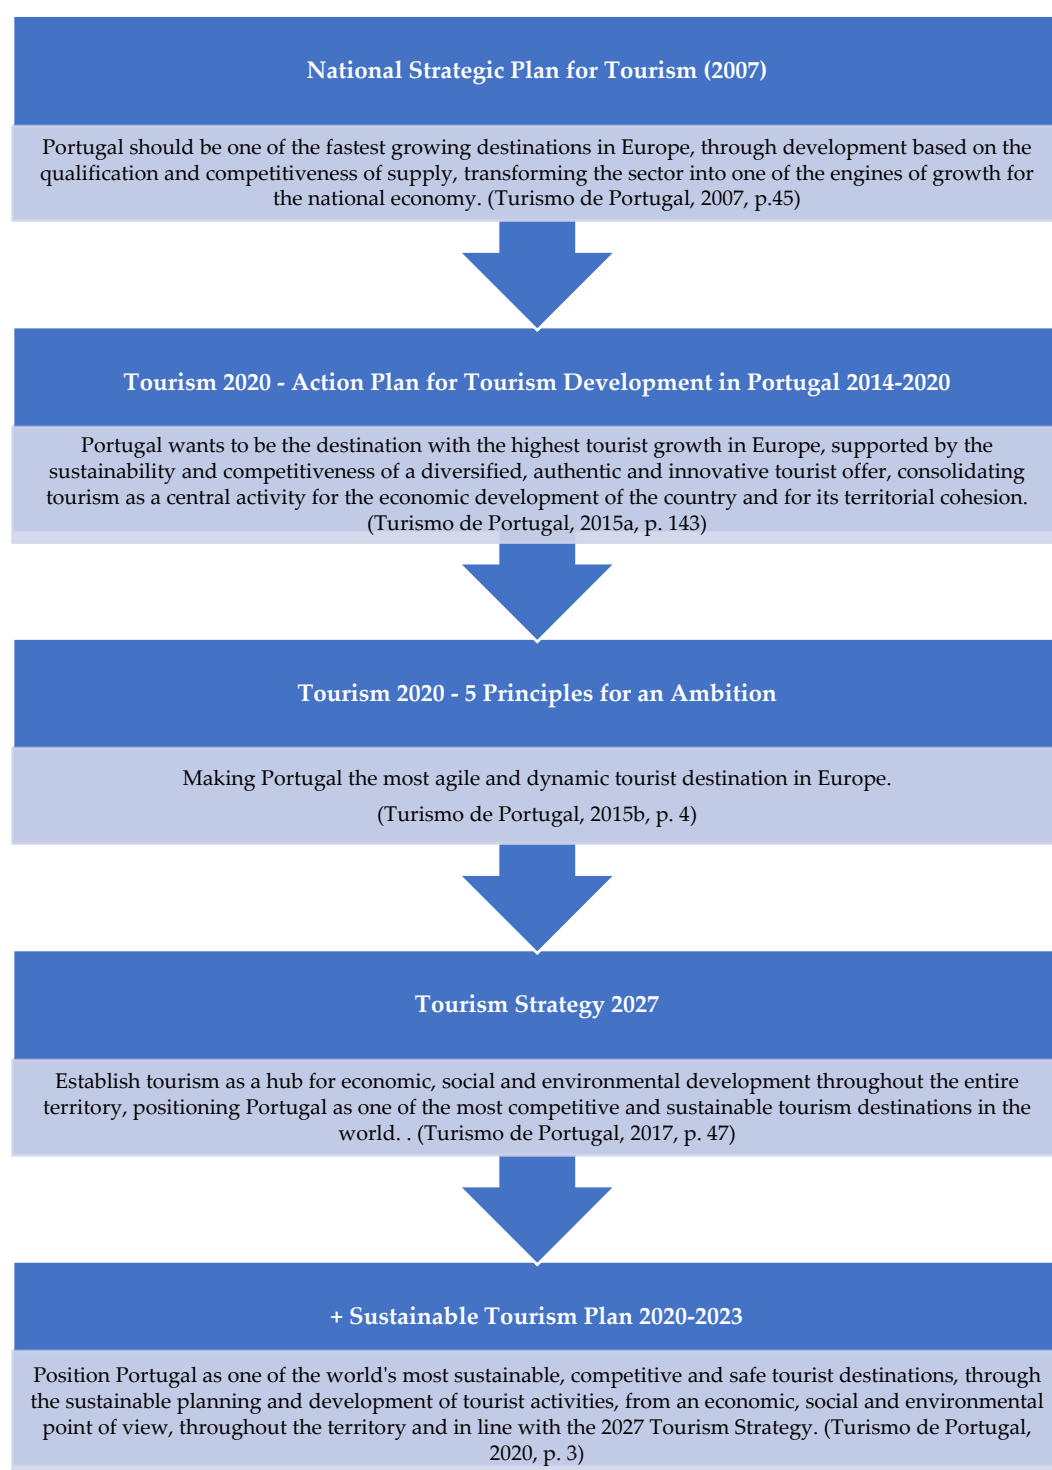 National Strategic Plan for Tourism (2007)
Portugal should be one of the fastest growing destinations in Europe, through development based on the
qualification and competitiveness of supply, transforming the sector into one of the engines of growth for
the national economy. (Turismo de Portugal, 2007, p.45)
Tourism 2020 - Action Plan for Tourism Development in Portugal 2014-2020
Portugal wants to be the destination with the highest tourist growth in Europe, supported by the
sustainability and competitiveness of a diversified, authentic and innovative tourist offer, consolidating
tourism as a central activity for the economic development of the country and for its territorial cohesion.
(Turismo de Portugal, 2015a, p. 143)
Tourism 2020 - 5 Principles for an Ambition
Making Portugal the most agile and dynamic tourist destination in Europe.
(Turismo de Portugal, 2015b, p. 4)
Tourism Strategy 2027
Establish tourism as a hub for economic, social and environmental development throughout the entire
territory, positioning Portugal as one of the most competitive and sustainable tourism destinations in the
world. . (Turismo de Portugal, 2017, p. 47)
+ Sustainable Tourism Plan 2020-2023
Position Portugal as one of the world's most sustainable, competitive and safe tourist destinations, through
the sustainable planning and development of tourist activities, from an economic, social and environmental
point of view, throughout the territory and in line with the 2027 Tourism Strategy. (Turismo de Portugal,
2020, p. 3)